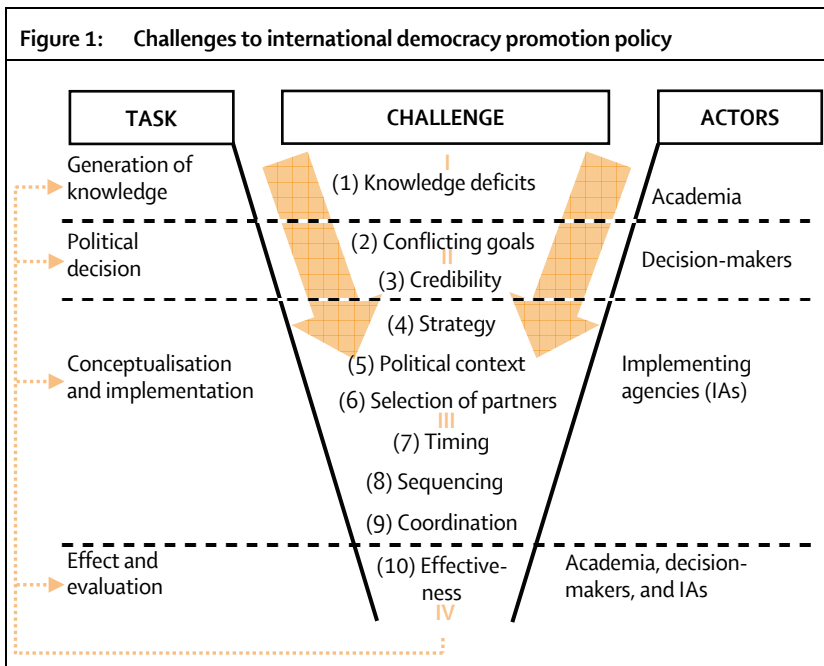 Figure 1: Challenges to international democracy promotion policy
TASK
CHALLENGE
ACTORS
Generation of
knowledge
I
(1) Knowledge deficits
Academia
Political
decision
(2) Conflicting goals
II
(3) Credibility
Decision-makers
Conceptualisation
and implementation
(4) Strategy
(5) Political context
(6) Selection of partners
III
(7) Timing
(8) Sequencing
(9) Coordination
Implementing
agencies (IAs)
Effect and
evaluation
(10) Effective-
ness
IV
Academia, decision-
makers, and IAs